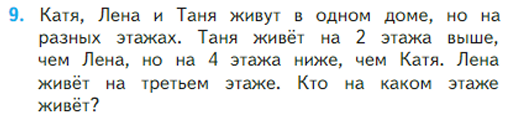 9. Катя, Лена и Таня живут в одном доме, но на
разных этажах. Таня живёт на 2 этажа выше,
чем Лена, но на 4 этажа ниже, чем Катя. Лена
живёт на третьем этаже. Кто на каком этаже
живёт?